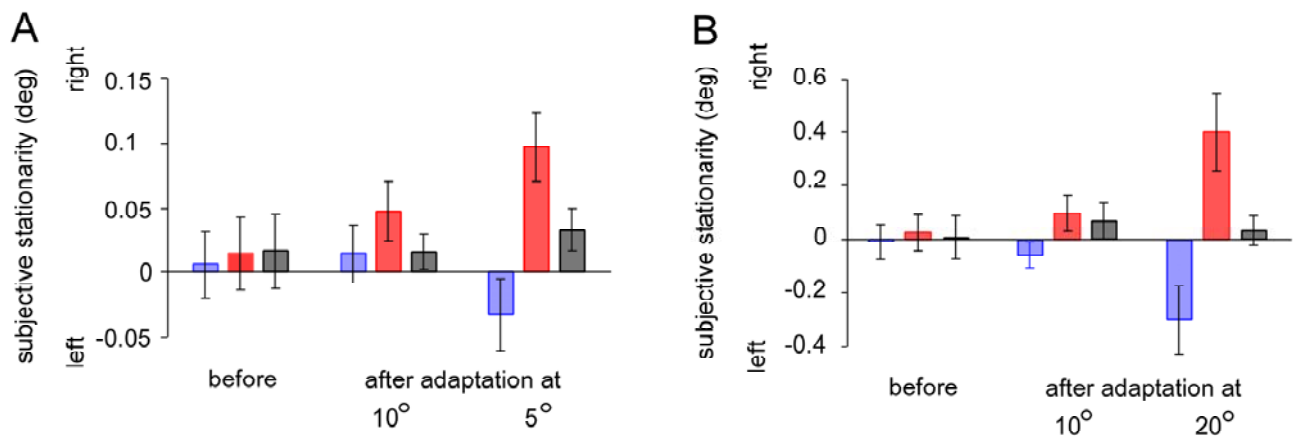 A
subjective stationarity (deg)
right
left
0.15
0.1
0.05
0
-0.05
before
after adaptation at
10°
5°
B
subjective stationarity (deg)
right
left
0.6
0.4
0.2
0
-0.2
-0.4
before
after adaptation at
10°
20°